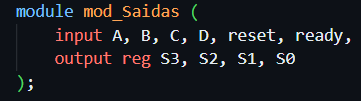 module mod_Saidas (
    input A, B, C, D, reset, ready,
    output reg S3, S2, S1, S0
);